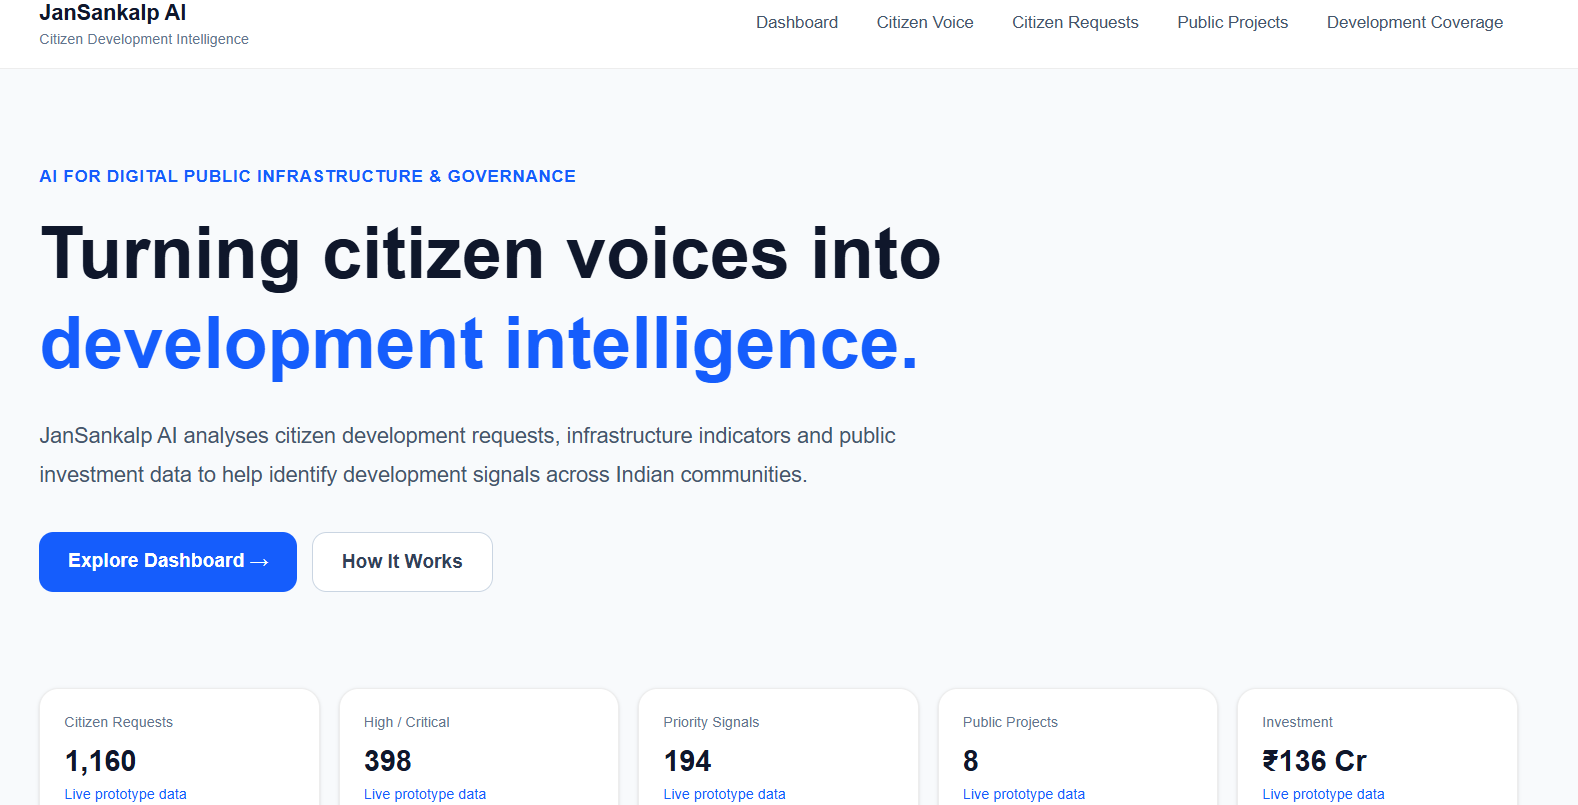 JanSankalp AI
Citizen Development Intelligence
Dashboard
Citizen Voice
Citizen Requests
Public Projects
Development Coverage
AI FOR DIGITAL PUBLIC INFRASTRUCTURE & GOVERNANCE
Turning citizen voices into
development intelligence.
JanSankalp AI analyses citizen development requests, infrastructure indicators and public
investment data to help identify development signals across Indian communities.
Explore Dashboard →
How It Works
Citizen Requests
1,160
Live prototype data
High / Critical
398
Live prototype data
Priority Signals
194
Live prototype data
Public Projects
8
Live prototype data
Investment
₹136 Cr
Live prototype data